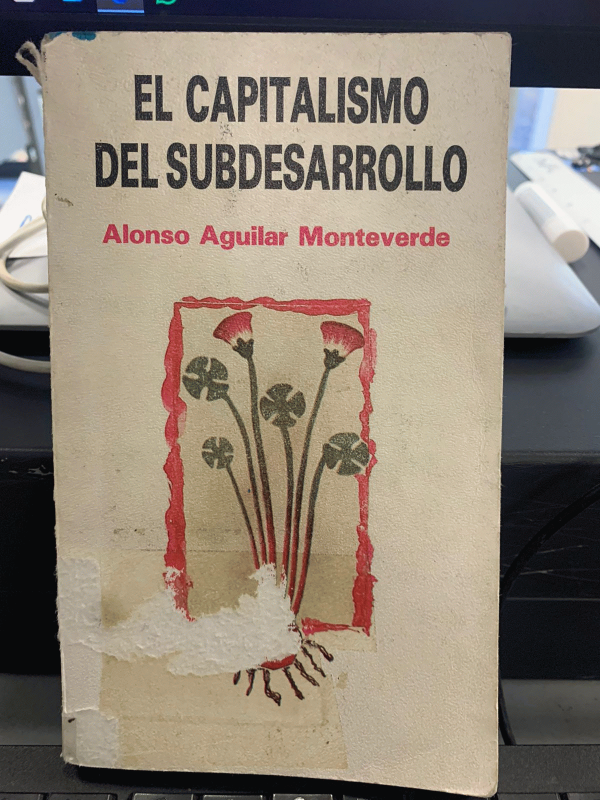 EL CAPITALISMO
DEL SUBDESARROLLO
Alonso Aguilar Monteverde